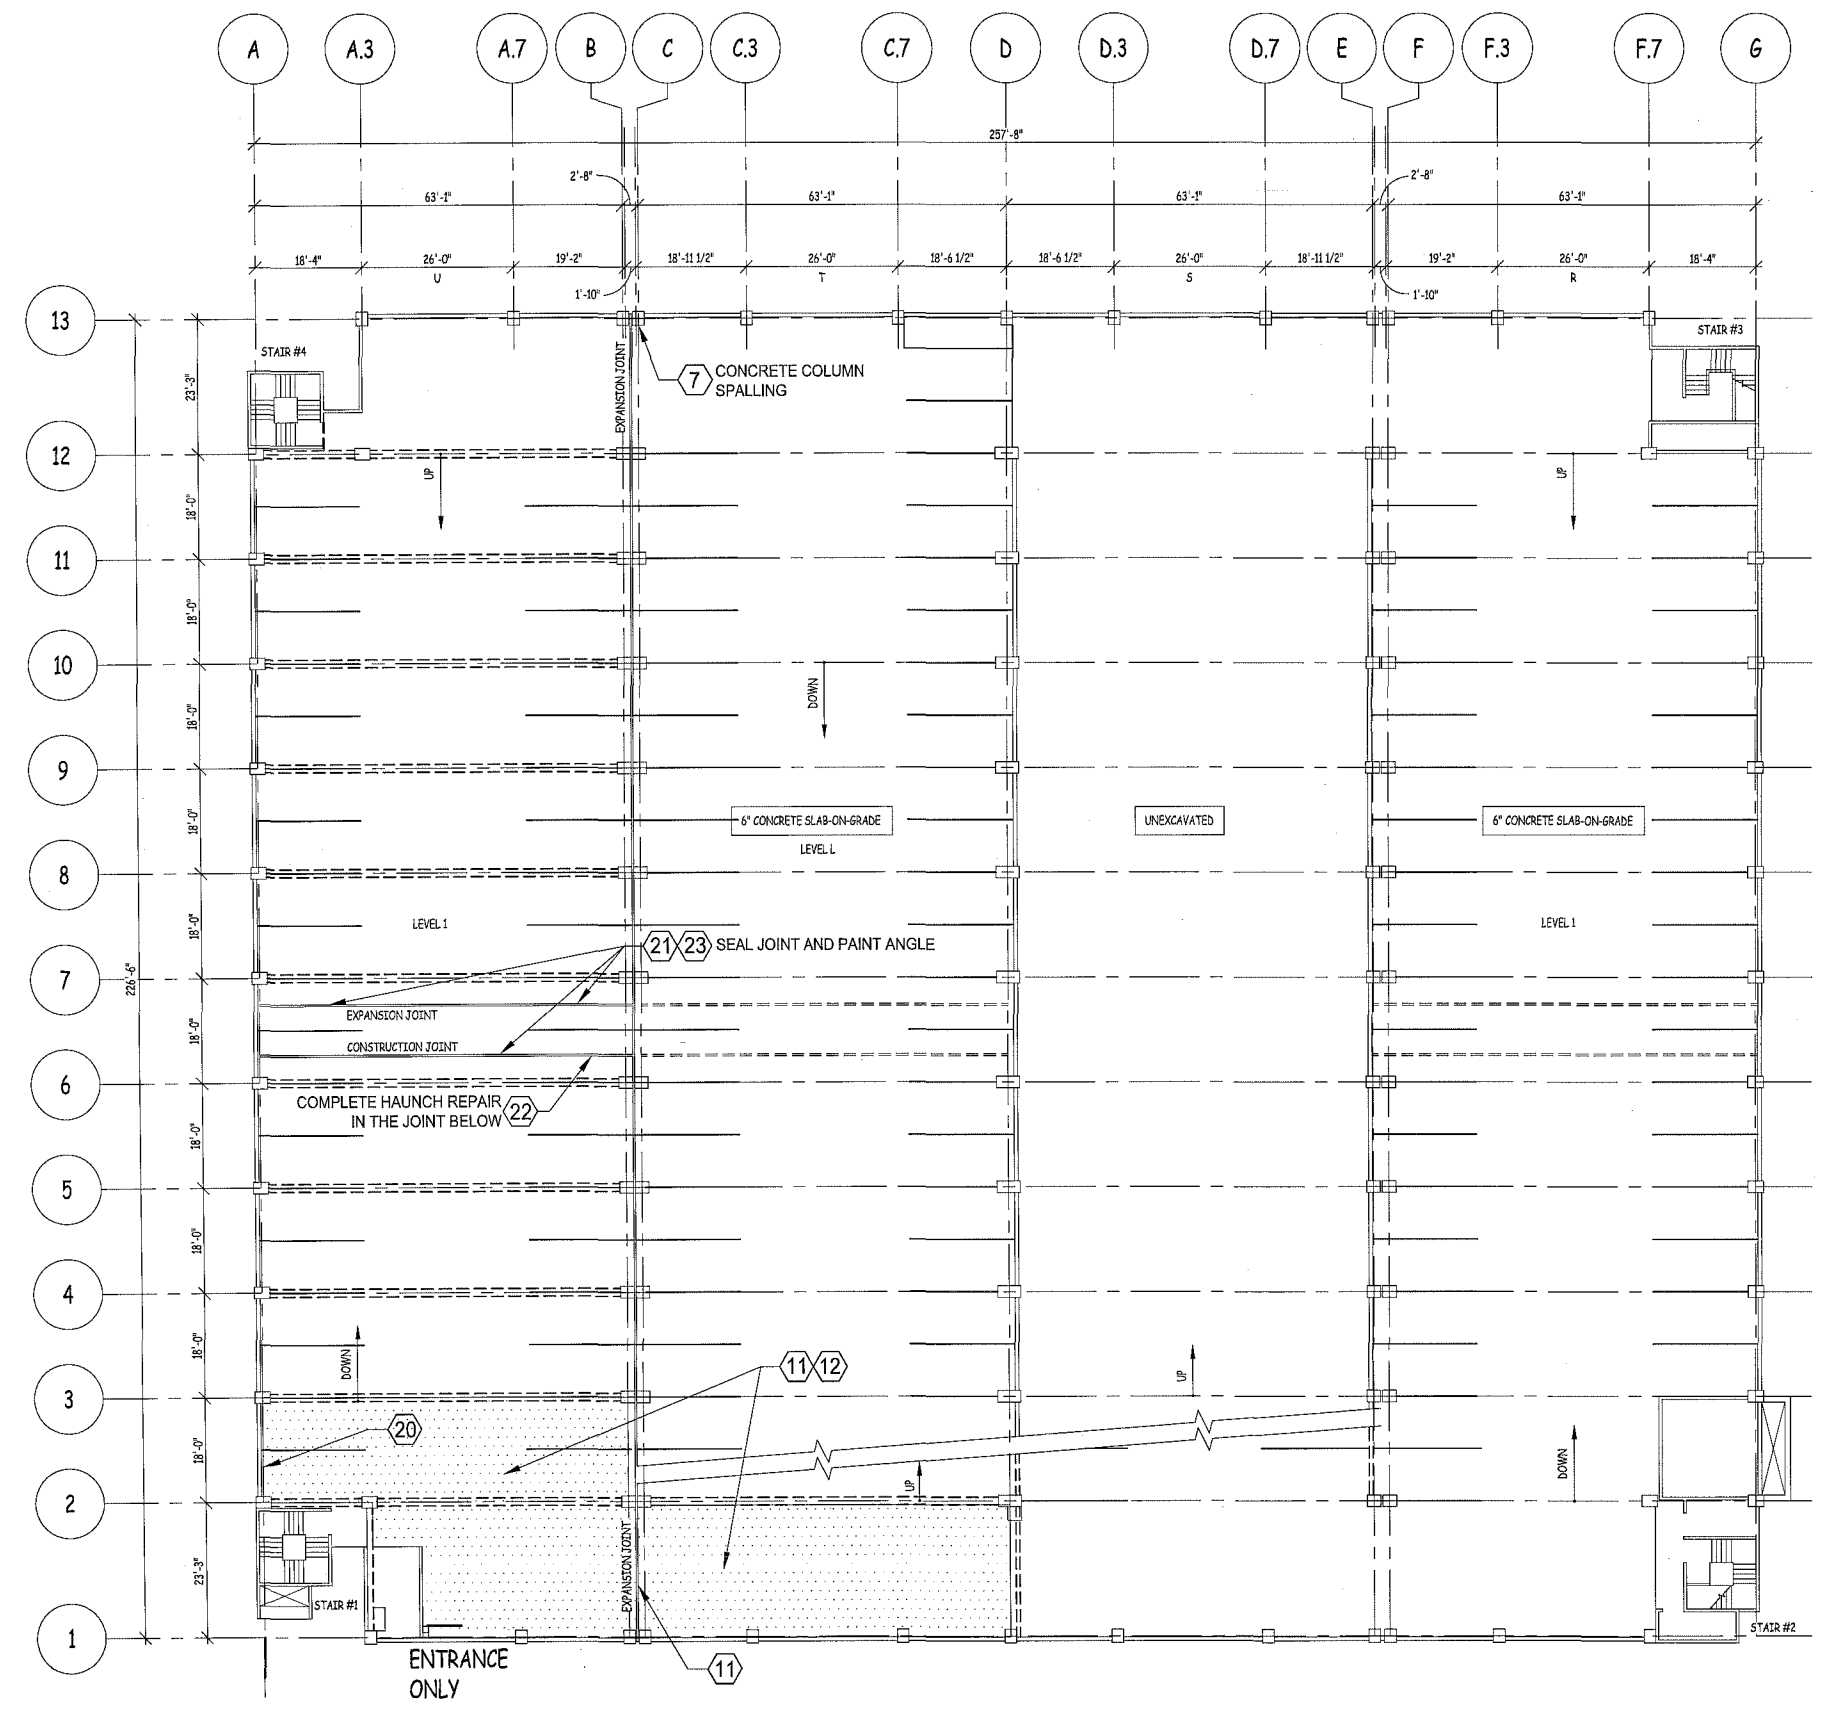 A A.3 A.7 B C C.3 C.7 D D.3 D.7 E F F.3 F.7 G
257'-8"
2'-8" 2'-8"
63'-1" 63'-1" 63'-1" 63'-1"
18'-4" 26'-0" 19'-2" 18'-11 1/2" 26'-0" 18'-6 1/2" 18'-6 1/2" 26'-0" 18'-11 1/2" 19'-2" 26'-0" 18'-4"
U T S R
1'-10" 1'-10"
13
STAIR #4
STAIR #3
EXPANSION JOINT
7 CONCRETE COLUMN
SPALLING
23'-3"
12
UP
UP
18'-0"
11
18'-0"
10
DOWN
18'-0"
9
18'-0"
6" CONCRETE SLAB-ON-GRADE
UNEXCAVATED
6" CONCRETE SLAB-ON-GRADE
LEVEL L
8
18'-0"
LEVEL 1
LEVEL 1
21 23 SEAL JOINT AND PAINT ANGLE
7
226'-6"
EXPANSION JOINT
18'-0"
CONSTRUCTION JOINT
6
COMPLETE HAUNCH REPAIR
IN THE JOINT BELOW
22
18'-0"
5
18'-0"
4
18'-0"
DOWN
11 12
UP
3
20
18'-0"
DOWN
UP
2
EXPANSION JOINT
23'-3"
STAIR #1
STAIR #2
1
ENTRANCE
ONLY
11